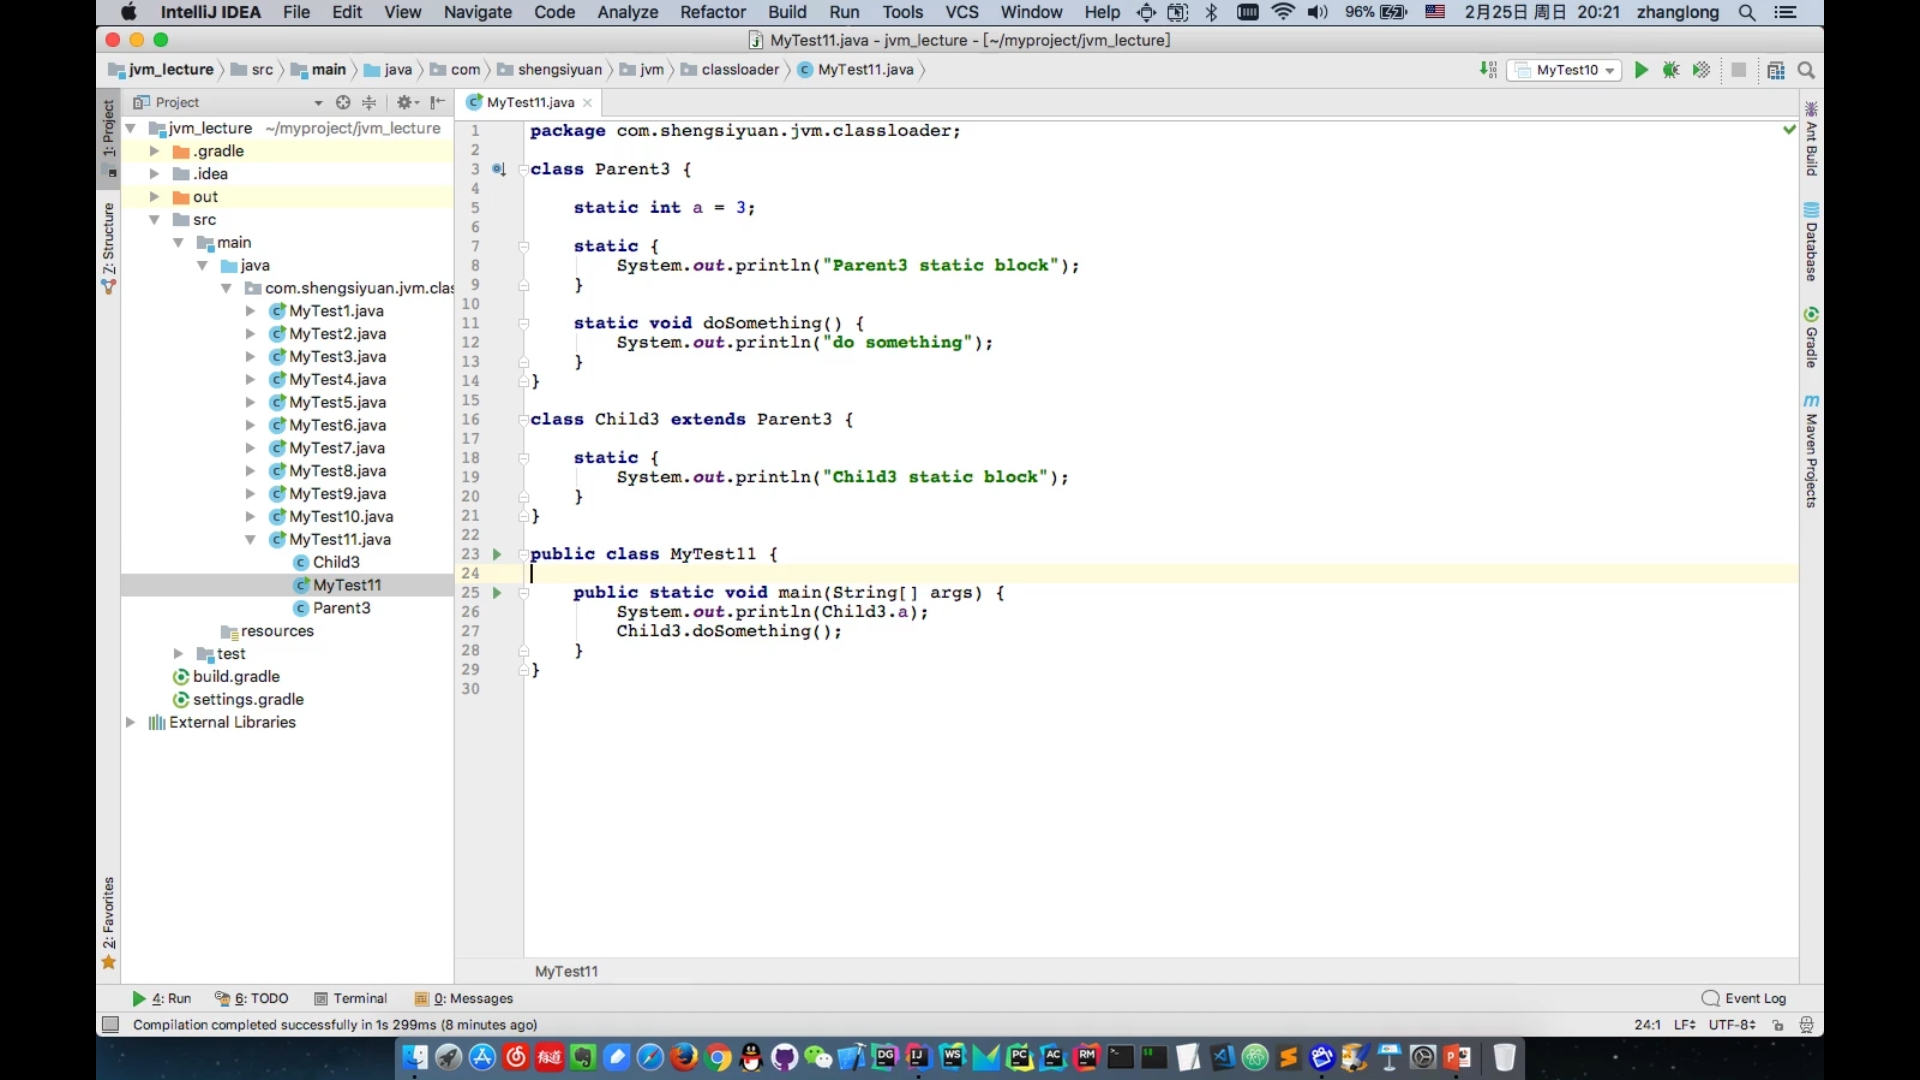 IntelliJ IDEA File Edit View Navigate Code Analyze Refactor Build Run Tools VCS Window Help 96% 2月25日 周日 20:21 zhanglong
MyTest11.java - jvm_lecture - [~/myproject/jvm_lecture]
jvm_lecture src main java com shengsiyuan jvm classloader MyTest11.java MyTest10
Project
MyTest11.java
1: Project
Z: Structure
2: Favorites
jvm_lecture ~/myproject/jvm_lecture
.gradle
.idea
out
src
main
java
com.shengsiyuan.jvm.clas
MyTest1.java
MyTest2.java
MyTest3.java
MyTest4.java
MyTest5.java
MyTest6.java
MyTest7.java
MyTest8.java
MyTest9.java
MyTest10.java
MyTest11.java
Child3
MyTest11
Parent3
resources
test
build.gradle
settings.gradle
External Libraries
1 package com.shengsiyuan.jvm.classloader;
2
3 class Parent3 {
4
5 static int a = 3;
6
7 static {
8 System.out.println("Parent3 static block");
9 }
10
11 static void doSomething() {
12 System.out.println("do something");
13 }
14 }
15
16 class Child3 extends Parent3 {
17
18 static {
19 System.out.println("Child3 static block");
20 }
21 }
22
23 public class MyTest11 {
24
25 public static void main(String[] args) {
26 System.out.println(Child3.a);
27 Child3.doSomething();
28 }
29 }
30
Ant Build
Database
Gradle
Maven Projects
MyTest11
4: Run 6: TODO Terminal 0: Messages Event Log
Compilation completed successfully in 1s 299ms (8 minutes ago) 24:1 LF UTF-8
有道 DG IJ WS PC AC RM P